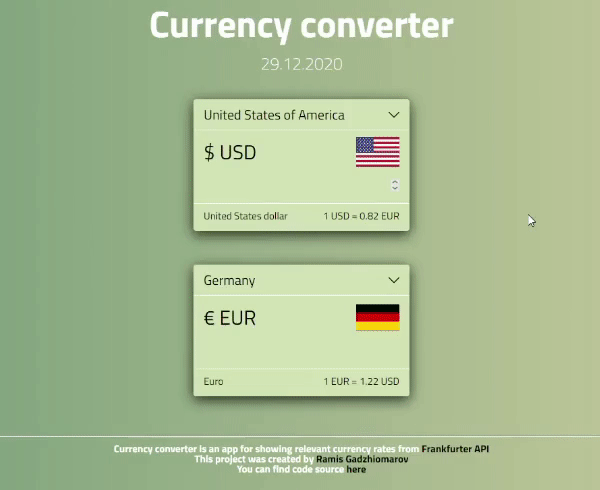 Currency converter
29.12.2020
United States of America
$ USD
United States dollar 1 USD = 0.82 EUR
Germany
€ EUR
Euro 1 EUR = 1.22 USD
Currency converter is an app for showing relevant currency rates from Frankfurter API
This project was created by Ramis Gadzhiomarov
You can find code source here